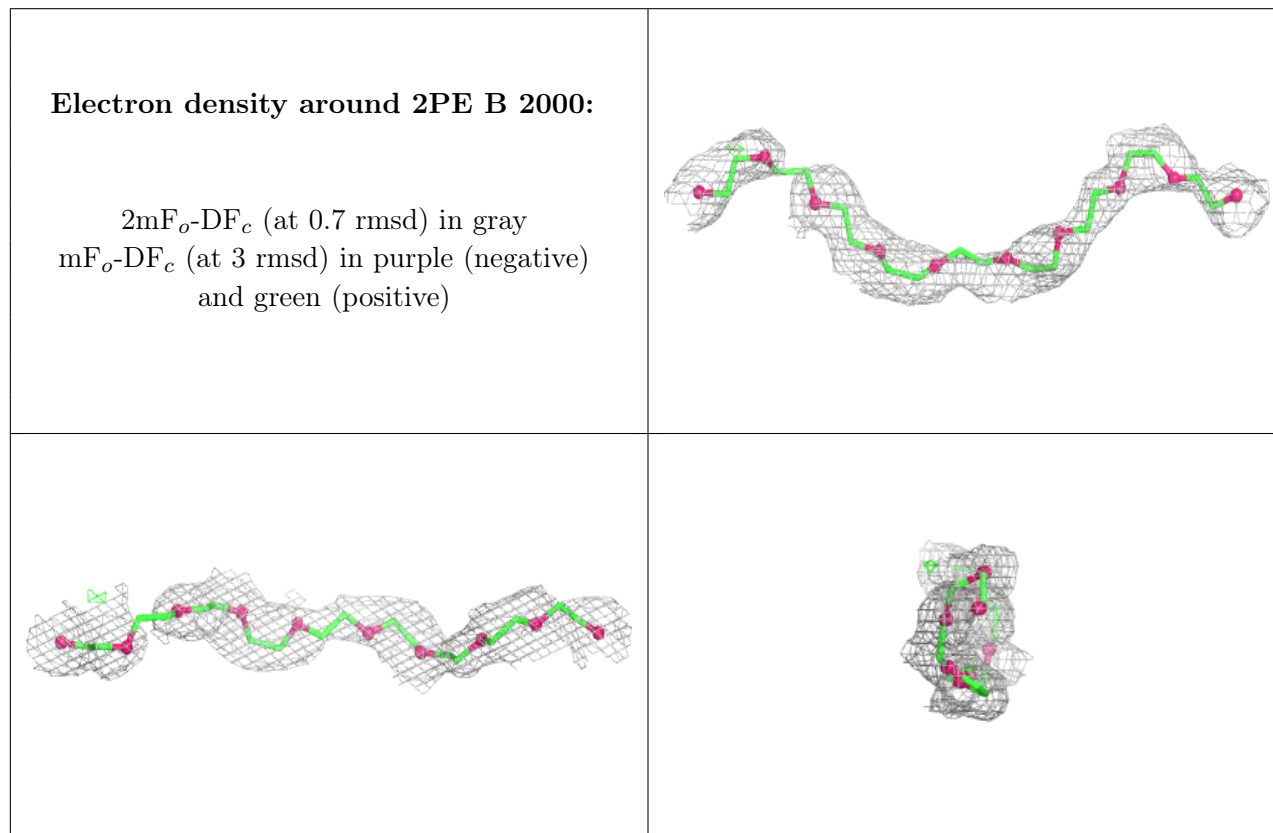 Electron density around 2PE B 2000:
2mFₒ-DF𝒸 (at 0.7 rmsd) in gray
mFₒ-DF𝒸 (at 3 rmsd) in purple (negative)
and green (positive)